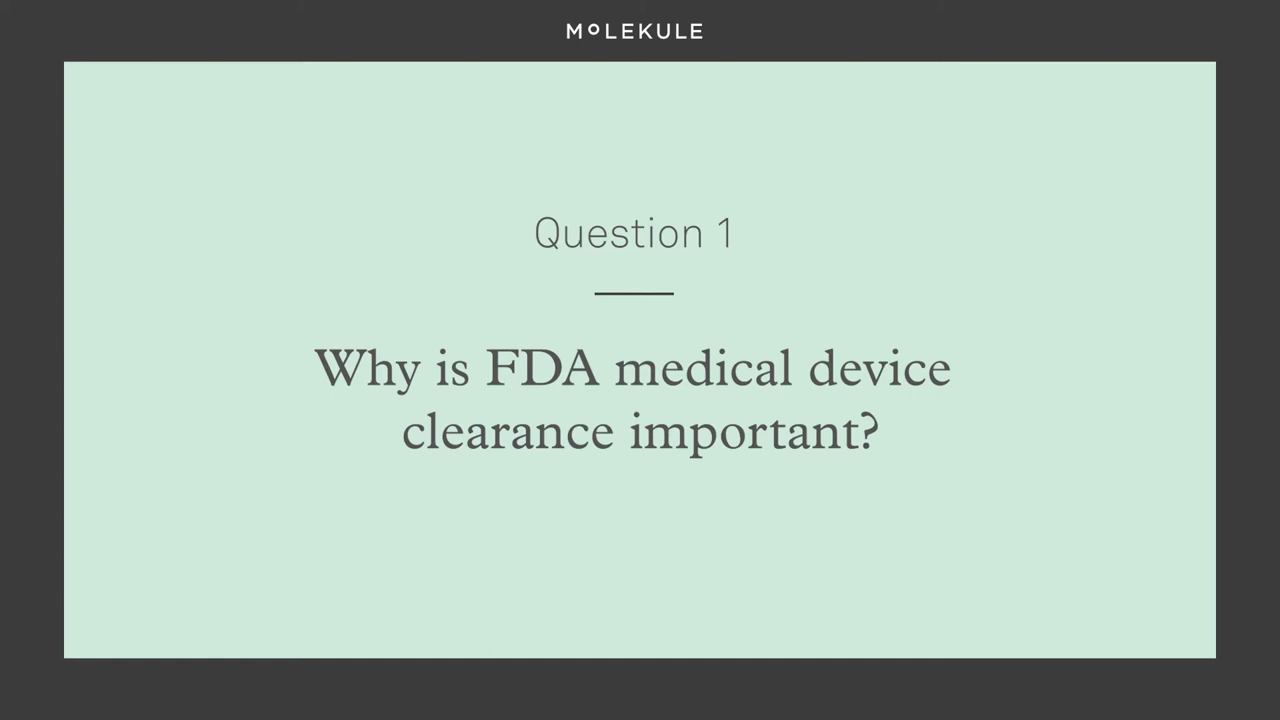 MOLEKULE
Question 1
Why is FDA medical device
clearance important?